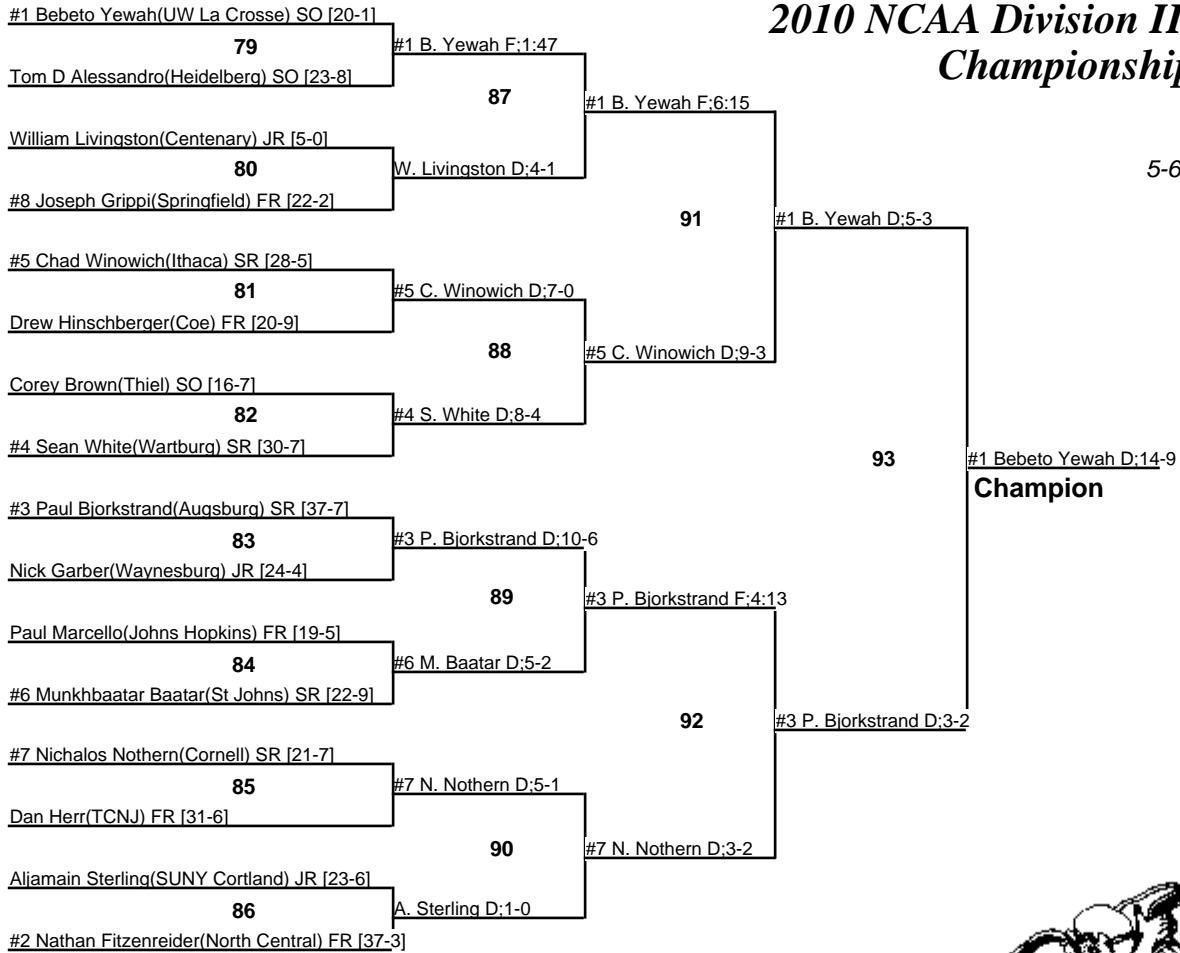 #1 Bebeto Yewah(UW La Crosse) SO [20-1]
2010 NCAA Division II
79
#1 B. Yewah F;1:47
Championship
Tom D Alessandro(Heidelberg) SO [23-8]
87
#1 B. Yewah F;6:15
William Livingston(Centenary) JR [5-0]
80
W. Livingston D;4-1
5-6
#8 Joseph Grippi(Springfield) FR [22-2]
91
#1 B. Yewah D;5-3
#5 Chad Winowich(Ithaca) SR [28-5]
81
#5 C. Winowich D;7-0
Drew Hinschberger(Coe) FR [20-9]
88
#5 C. Winowich D;9-3
Corey Brown(Thiel) SO [16-7]
82
#4 S. White D;8-4
#4 Sean White(Wartburg) SR [30-7]
93
#1 Bebeto Yewah D;14-9
Champion
#3 Paul Bjorkstrand(Augsburg) SR [37-7]
83
#3 P. Bjorkstrand D;10-6
Nick Garber(Waynesburg) JR [24-4]
89
#3 P. Bjorkstrand F;4:13
Paul Marcello(Johns Hopkins) FR [19-5]
84
#6 M. Baatar D;5-2
#6 Munkhbaatar Baatar(St Johns) SR [22-9]
92
#3 P. Bjorkstrand D;3-2
#7 Nichalos Nothern(Cornell) SR [21-7]
85
#7 N. Nothern D;5-1
Dan Herr(TCNJ) FR [31-6]
90
#7 N. Nothern D;3-2
Aljamain Sterling(SUNY Cortland) JR [23-6]
86
A. Sterling D;1-0
#2 Nathan Fitzenreider(North Central) FR [37-3]